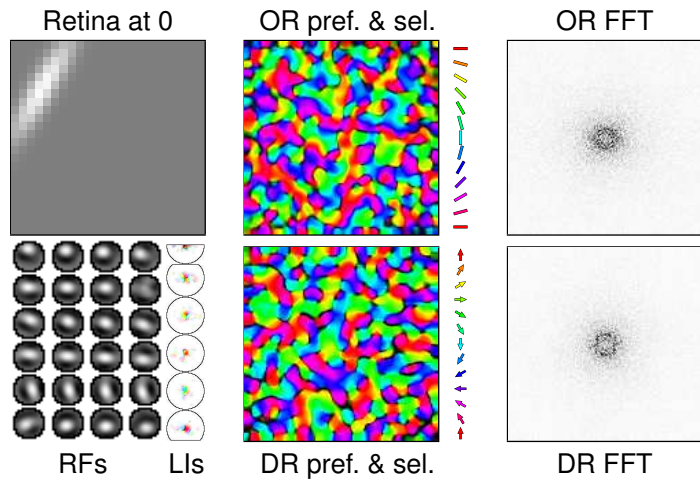 Retina at 0
OR pref. & sel.
OR FFT
RFs
LIs
DR pref. & sel.
DR FFT